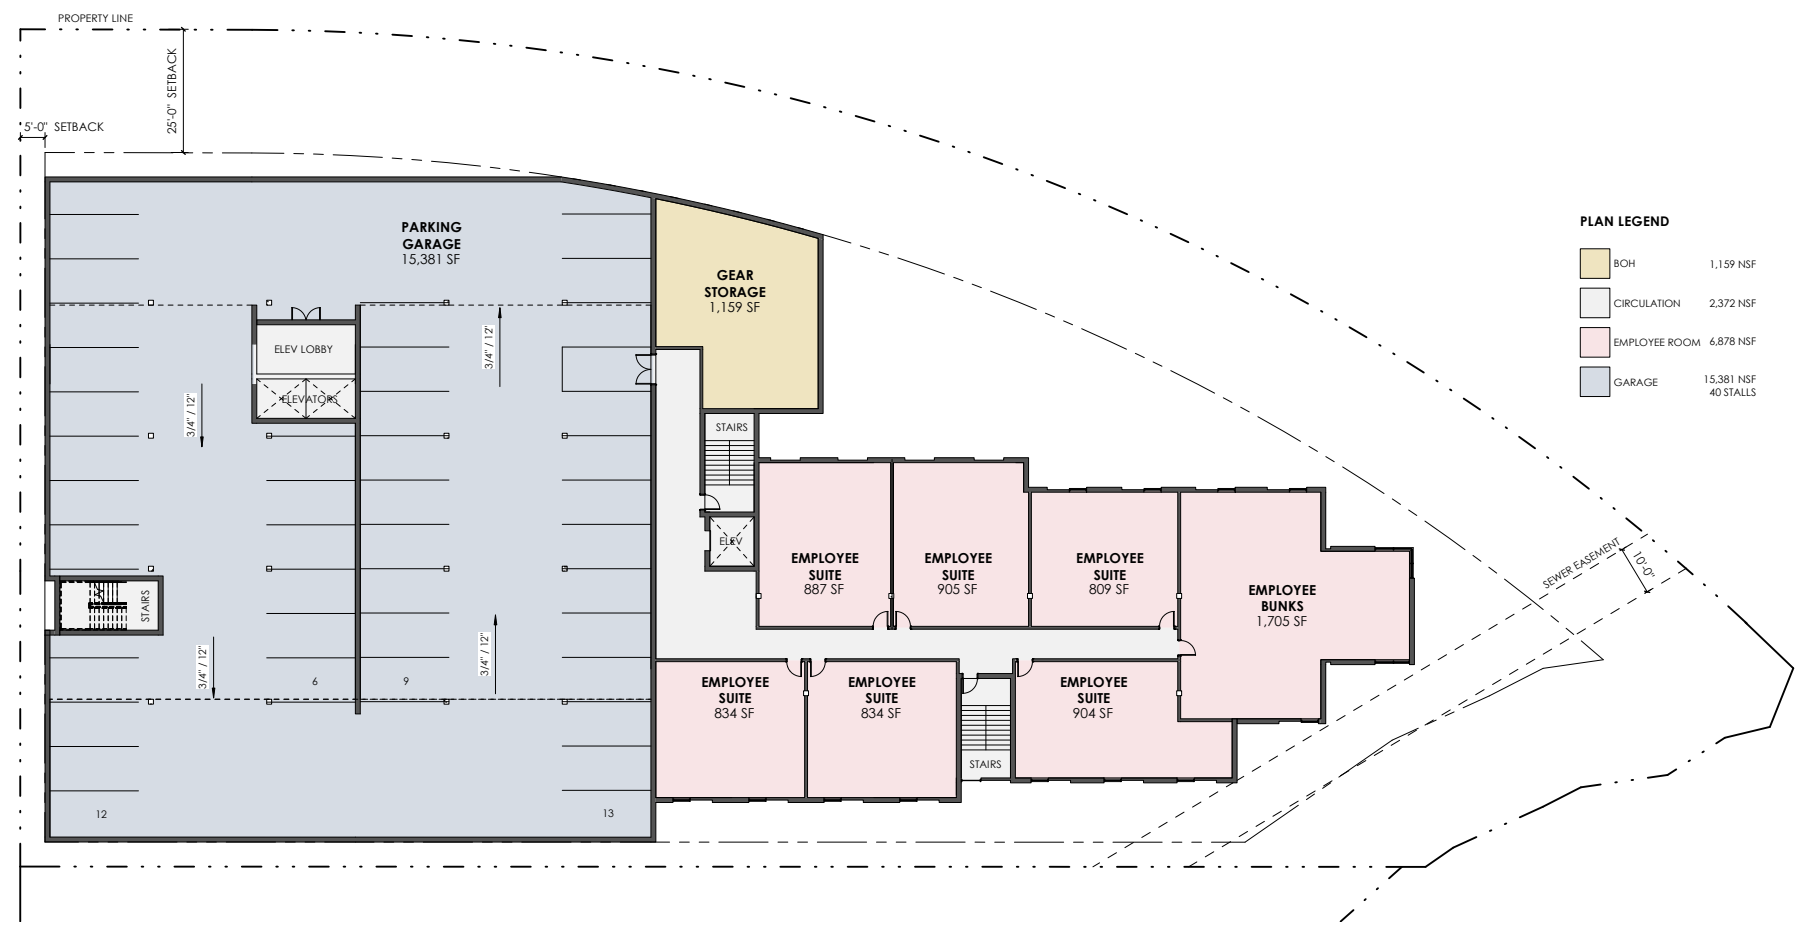 PROPERTY LINE
25'-0" SETBACK
5'-0" SETBACK
PARKING
GARAGE
15,381 SF
GEAR
STORAGE
1,159 SF
PLAN LEGEND
BOH 1,159 NSF
CIRCULATION 2,372 NSF
EMPLOYEE ROOM 6,878 NSF
GARAGE 15,381 NSF
40 STALLS
ELEV LOBBY
ELEVATORS
3/4" / 12"
3/4" / 12"
STAIRS
ELEV
EMPLOYEE
SUITE
887 SF
EMPLOYEE
SUITE
905 SF
EMPLOYEE
SUITE
809 SF
EMPLOYEE
BUNKS
1,705 SF
SEWER EASEMENT
10'-0"
STAIRS
3/4" / 12"
3/4" / 12"
6
9
EMPLOYEE
SUITE
834 SF
EMPLOYEE
SUITE
834 SF
EMPLOYEE
SUITE
904 SF
STAIRS
12
13